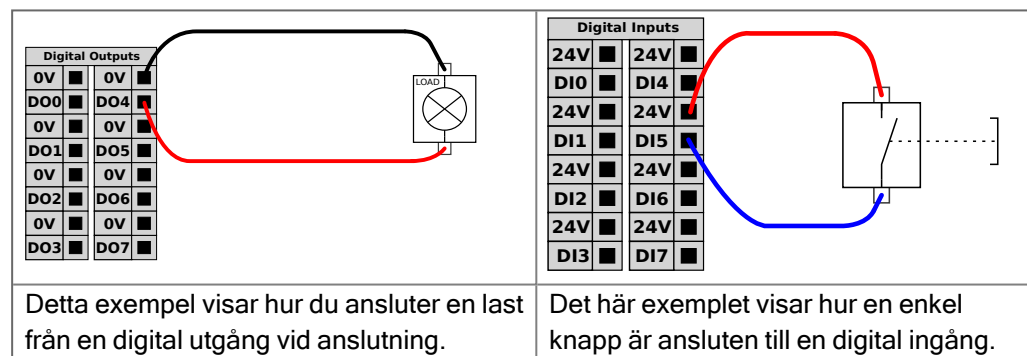 Digital Outputs
0V 0V
DO0 DO4
0V 0V
DO1 DO5
0V 0V
DO2 DO6
0V 0V
DO3 DO7
LOAD
Detta exempel visar hur du ansluter en last
från en digital utgång vid anslutning.
Digital Inputs
24V 24V
DI0 DI4
24V 24V
DI1 DI5
24V 24V
DI2 DI6
24V 24V
DI3 DI7
Det här exemplet visar hur en enkel
knapp är ansluten till en digital ingång.